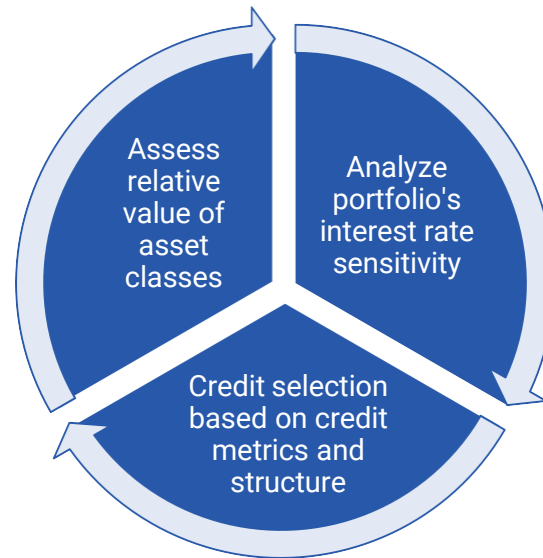 Assess
relative
value of
asset
classes
Analyze
portfolio's
interest rate
sensitivity
Credit selection
based on credit
metrics and
structure